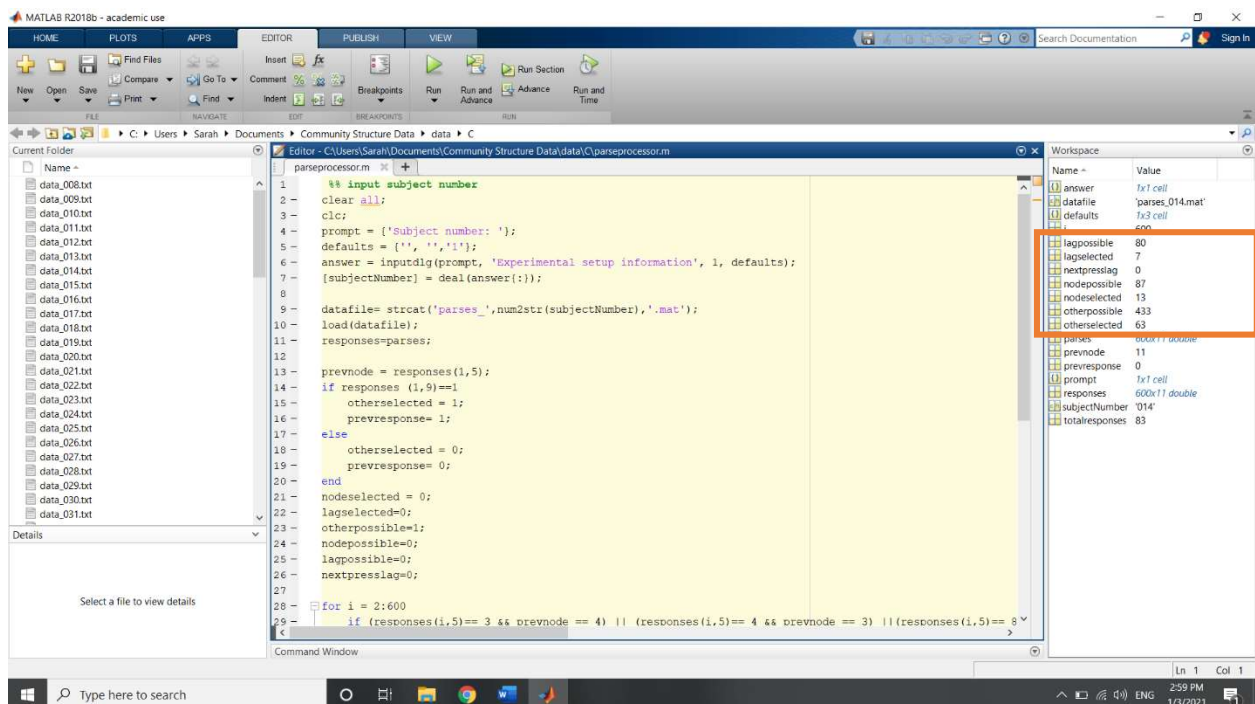 MATLAB R2018b - academic use
HOME PLOTS APPS EDITOR PUBLISH VIEW
Search Documentation
Sign In
New Open Save
Find Files
Compare
Print
Go To
Find
Insert
Comment
Indent
Breakpoints
Run
Run and Advance
Run Section
Advance
Run and Time
FILE NAVIGATE EDIT BREAKPOINTS RUN
C: Users Sarah Documents Community Structure Data data C
Current Folder
Name
data_008.txt
data_009.txt
data_010.txt
data_011.txt
data_012.txt
data_013.txt
data_014.txt
data_015.txt
data_016.txt
data_017.txt
data_018.txt
data_019.txt
data_020.txt
data_021.txt
data_022.txt
data_023.txt
data_024.txt
data_025.txt
data_026.txt
data_027.txt
data_028.txt
data_029.txt
data_030.txt
data_031.txt
Details
Select a file to view details
Editor - C:\Users\Sarah\Documents\Community Structure Data\data\C\parseprocessor.m
parseprocessor.m
1 %% input subject number
2 - clear all;
3 - clc;
4 - prompt = ['Subject number: '};
5 - defaults = {'', '','1'};
6 - answer = inputdlg(prompt, 'Experimental setup information', 1, defaults);
7 - [subjectNumber] = deal(answer{:});
8
9 - datafile= strcat('parses_',num2str(subjectNumber),'.mat');
10 - load(datafile);
11 - responses=parses;
12
13 - prevnode = responses(1,5);
14 - if responses (1,9)==1
15 - otherselected = 1;
16 - prevresponse= 1;
17 - else
18 - otherselected = 0;
19 - prevresponse= 0;
20 - end
21 - nodeselected = 0;
22 - lagselected=0;
23 - otherpossible=1;
24 - nodepossible=0;
25 - lagpossible=0;
26 - nextpresslag=0;
27
28 - for i = 2:600
29 - if (responses(i,5)== 3 && prevnode == 4) || (responses(i,5)== 4 && prevnode == 3) ||(responses(i,5)== 8
Command Window
Workspace
Name Value
answer 1x1 cell
datafile 'parses_014.mat'
defaults 1x3 cell
i 600
lagpossible 80
lagselected 7
nextpresslag 0
nodepossible 87
nodeselected 13
otherpossible 433
otherselected 63
parses 600x11 double
prevnode 11
prevresponse 0
prompt 1x1 cell
responses 600x11 double
subjectNumber '014'
totalresponses 83
Ln 1 Col 1
Type here to search
ENG
2:59 PM
1/3/2021